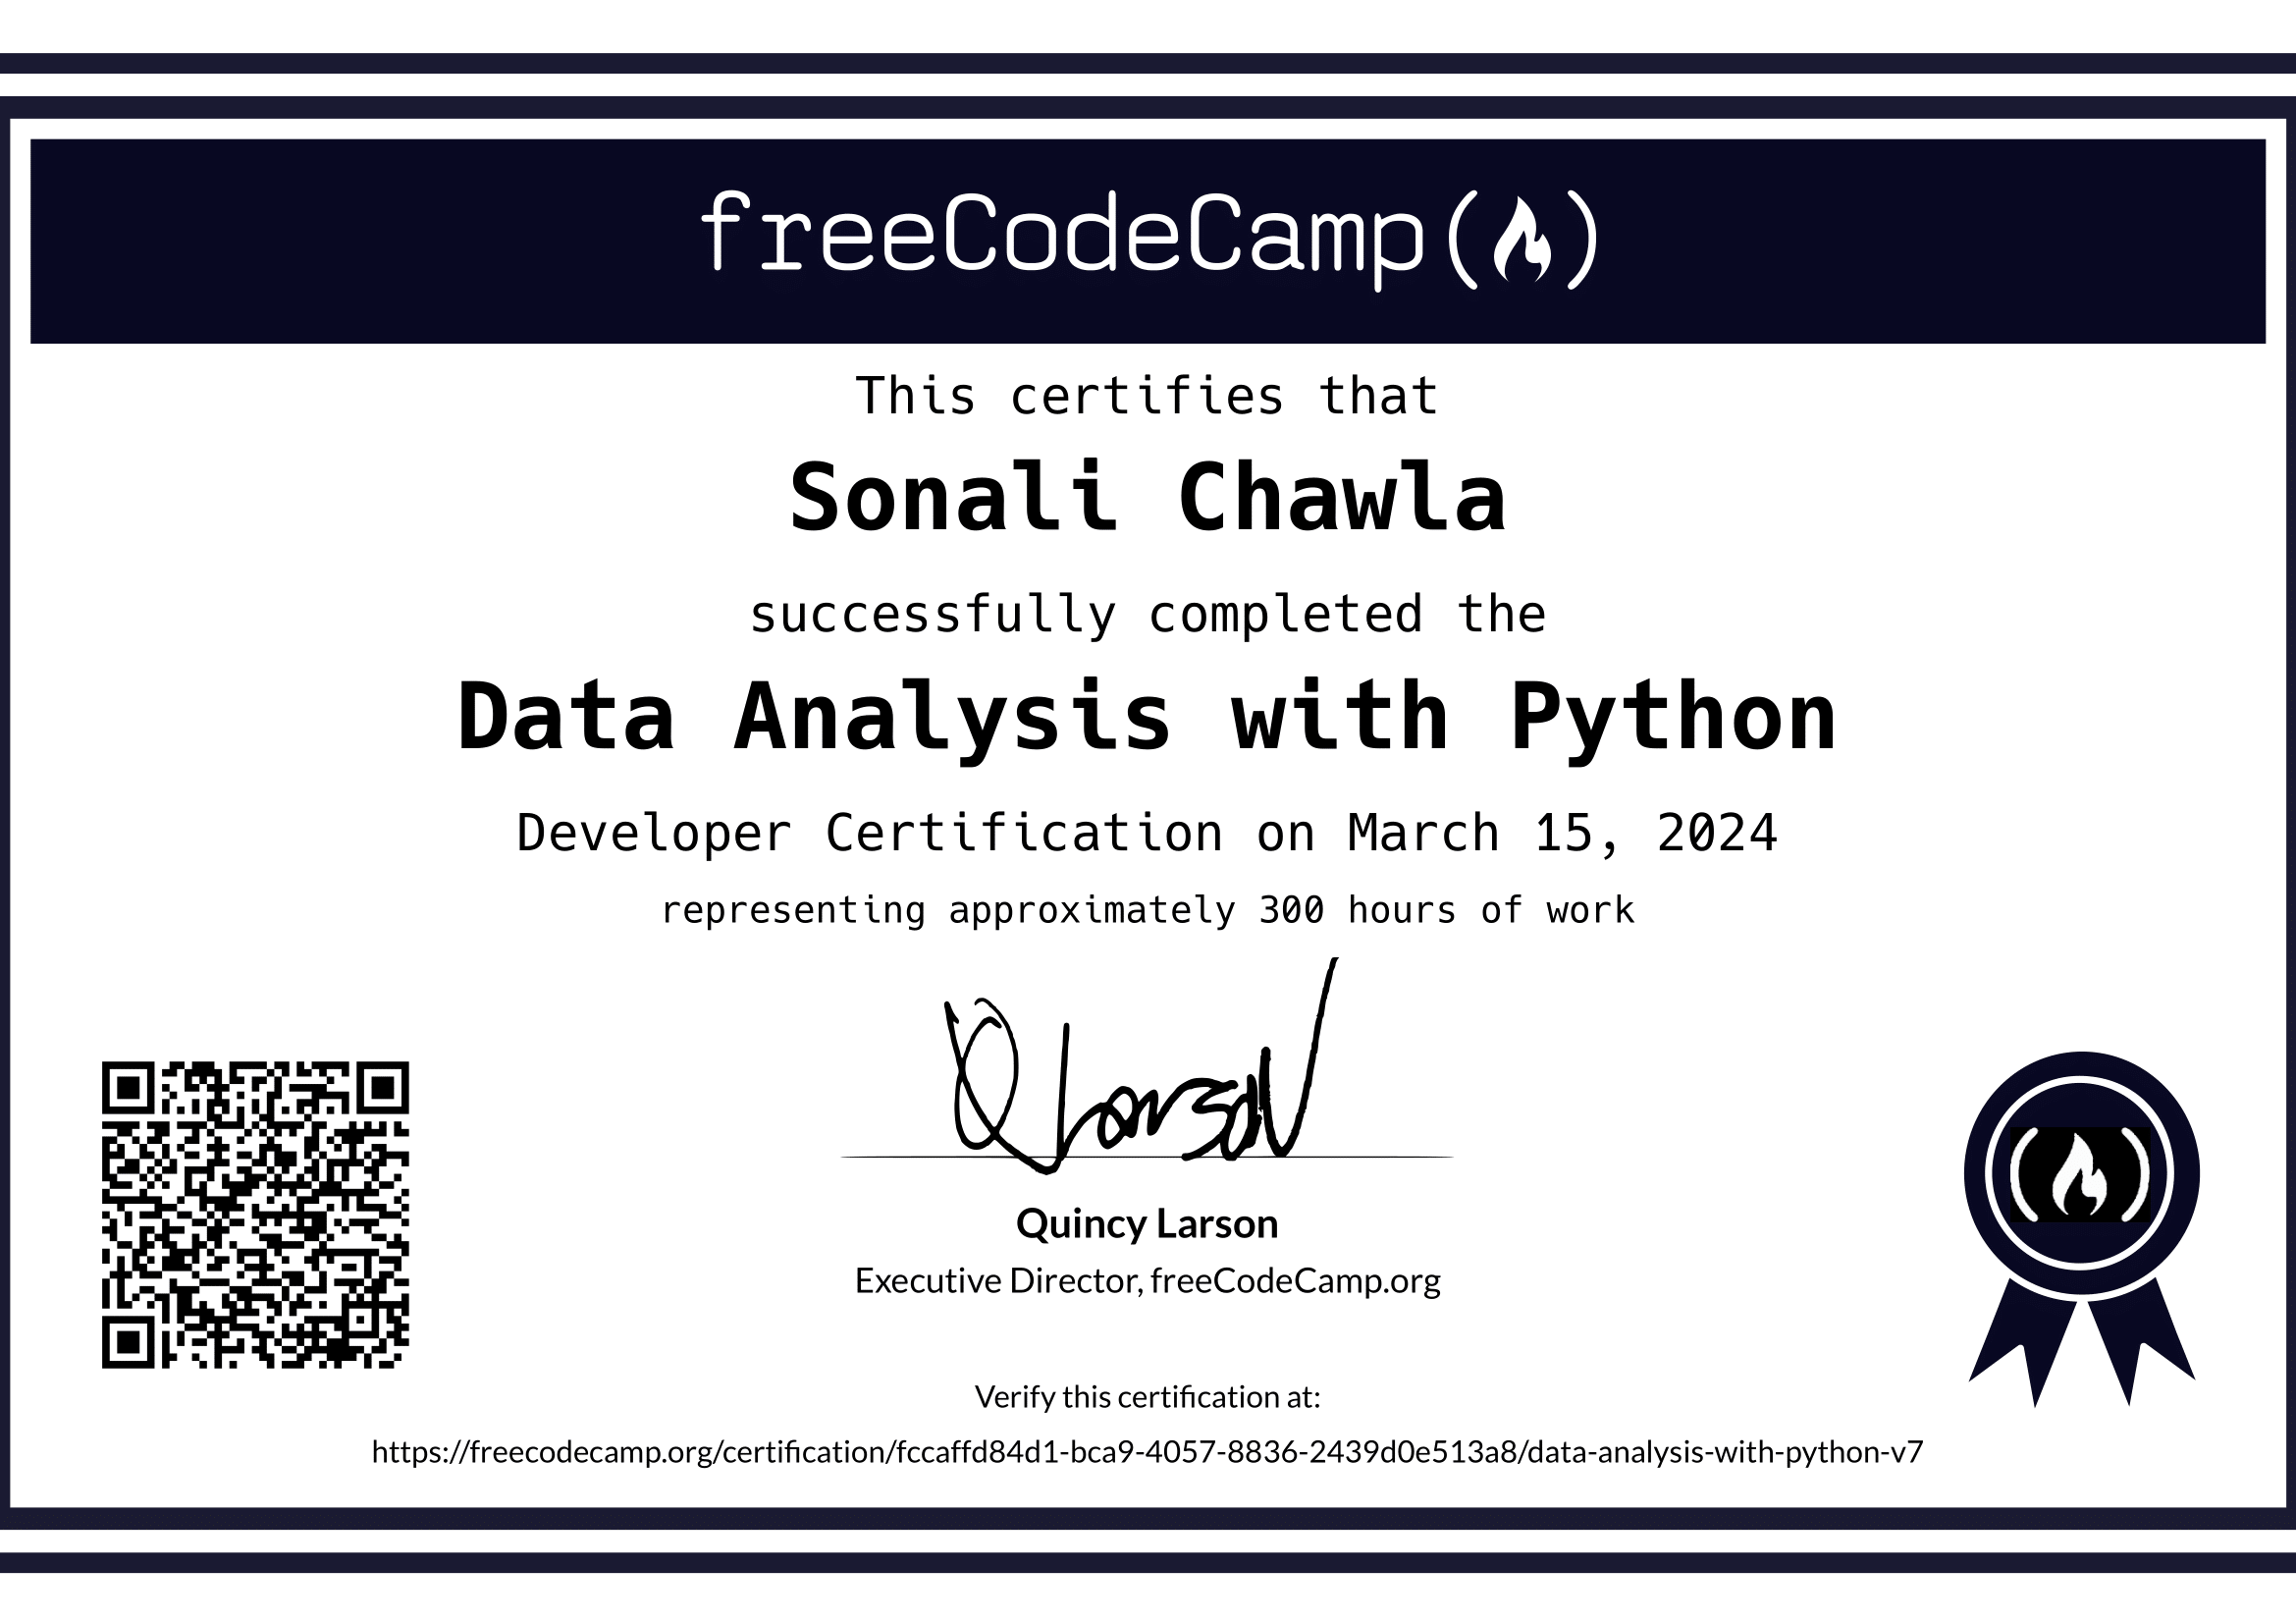 freeCodeCamp
This certifies that
Sonali Chawla
successfully completed the
Data Analysis with Python
Developer Certification on March 15, 2024
representing approximately 300 hours of work
Quincy Larson
Executive Director, freeCodeCamp.org
Verify this certification at:
https://freecodecamp.org/certification/fccaffd84d1-bca9-4057-8836-2439d0e513a8/data-analysis-with-python-v7